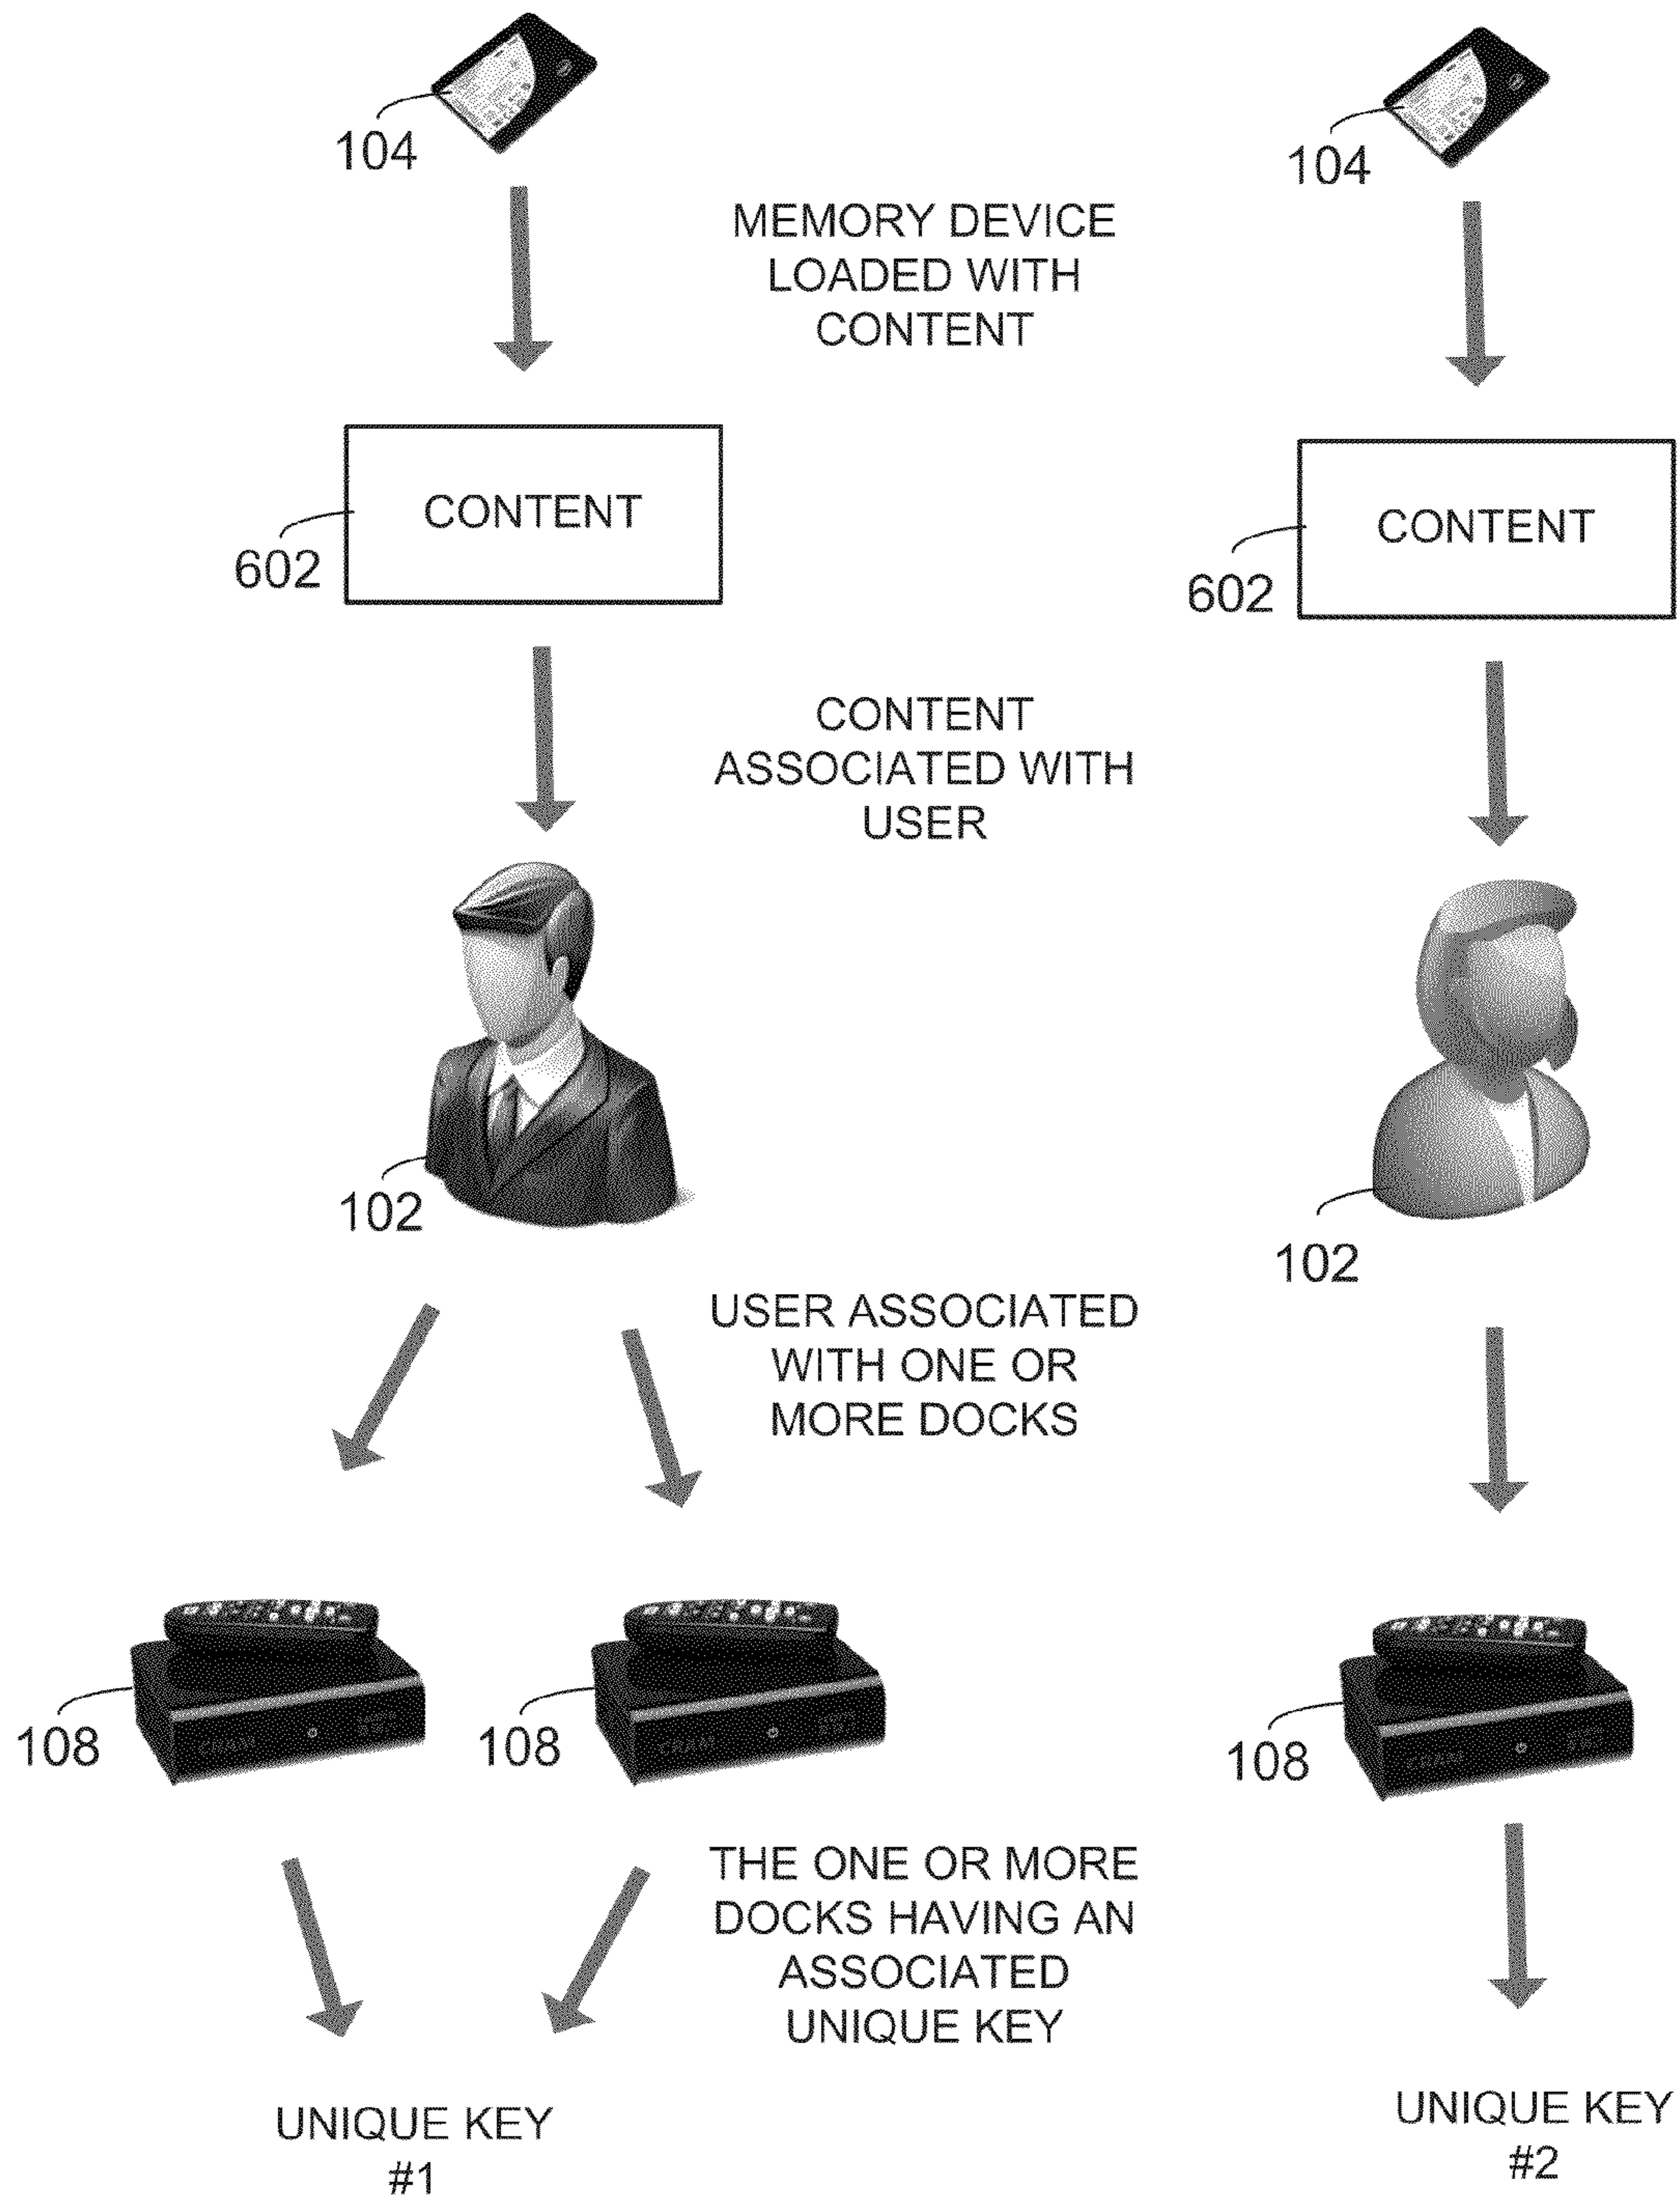 104
104
MEMORY DEVICE
LOADED WITH
CONTENT
CONTENT
602
CONTENT
602
CONTENT
ASSOCIATED WITH
USER
102
102
USER ASSOCIATED
WITH ONE OR
MORE DOCKS
108
108
108
THE ONE OR MORE
DOCKS HAVING AN
ASSOCIATED
UNIQUE KEY
UNIQUE KEY
#1
UNIQUE KEY
#2